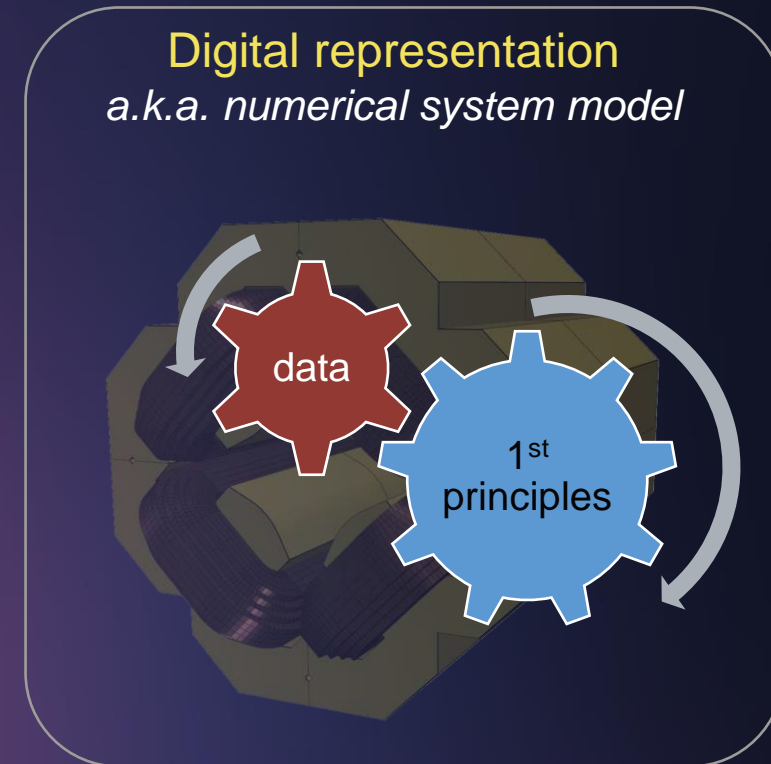 Digital representation
a.k.a. numerical system model
data
1st
principles